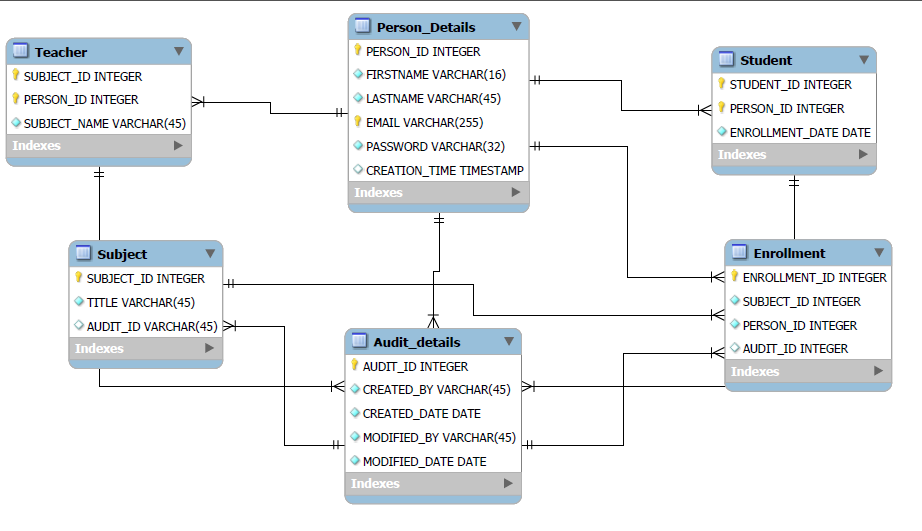 Teacher
SUBJECT_ID INTEGER
PERSON_ID INTEGER
SUBJECT_NAME VARCHAR(45)
Indexes
Person_Details
PERSON_ID INTEGER
FIRSTNAME VARCHAR(16)
LASTNAME VARCHAR(45)
EMAIL VARCHAR(255)
PASSWORD VARCHAR(32)
CREATION_TIME TIMESTAMP
Indexes
Student
STUDENT_ID INTEGER
PERSON_ID INTEGER
ENROLLMENT_DATE DATE
Indexes
Subject
SUBJECT_ID INTEGER
TITLE VARCHAR(45)
AUDIT_ID VARCHAR(45)
Indexes
Audit_details
AUDIT_ID INTEGER
CREATED_BY VARCHAR(45)
CREATED_DATE DATE
MODIFIED_BY VARCHAR(45)
MODIFIED_DATE DATE
Indexes
Enrollment
ENROLLMENT_ID INTEGER
SUBJECT_ID INTEGER
PERSON_ID INTEGER
AUDIT_ID INTEGER
Indexes